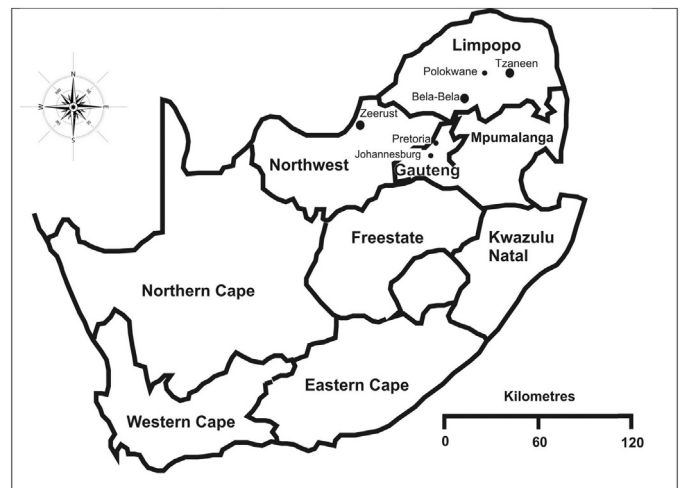 Limpopo
Polokwane
Tzaneen
Bela-Bela
Zeerust
Pretoria
Mpumalanga
Johannesburg
Northwest
Gauteng
Freestate
Kwazulu
Natal
Northern Cape
Eastern Cape
Western Cape
Kilometres
0 60 120
N
W
E
S